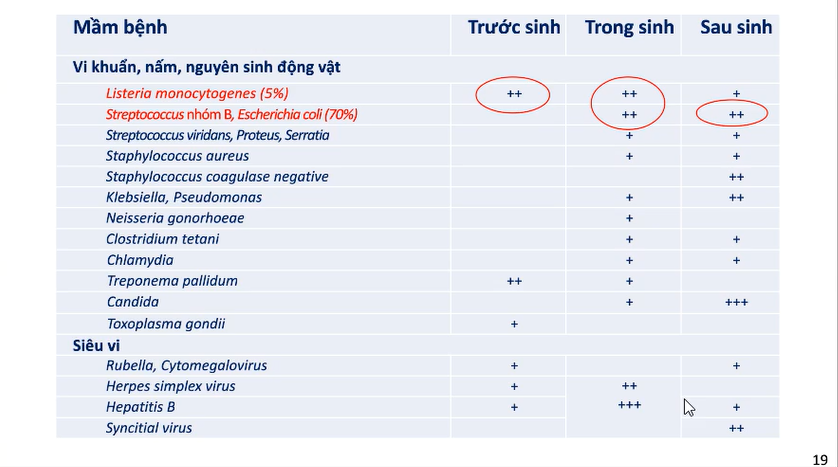 Mầm bệnh Trước sinh Trong sinh Sau sinh
Vi khuẩn, nấm, nguyên sinh động vật
Listeria monocytogenes (5%) ++ ++ +
Streptococcus nhóm B, Escherichia coli (70%) ++ ++
Streptococcus viridans, Proteus, Serratia + +
Staphylococcus aureus + +
Staphylococcus coagulase negative ++
Klebsiella, Pseudomonas + ++
Neisseria gonorhoeae +
Clostridium tetani + +
Chlamydia + +
Treponema pallidum ++ +
Candida + +++
Toxoplasma gondii +
Siêu vi
Rubella, Cytomegalovirus + +
Herpes simplex virus + ++
Hepatitis B + +++ +
Syncitial virus ++
19